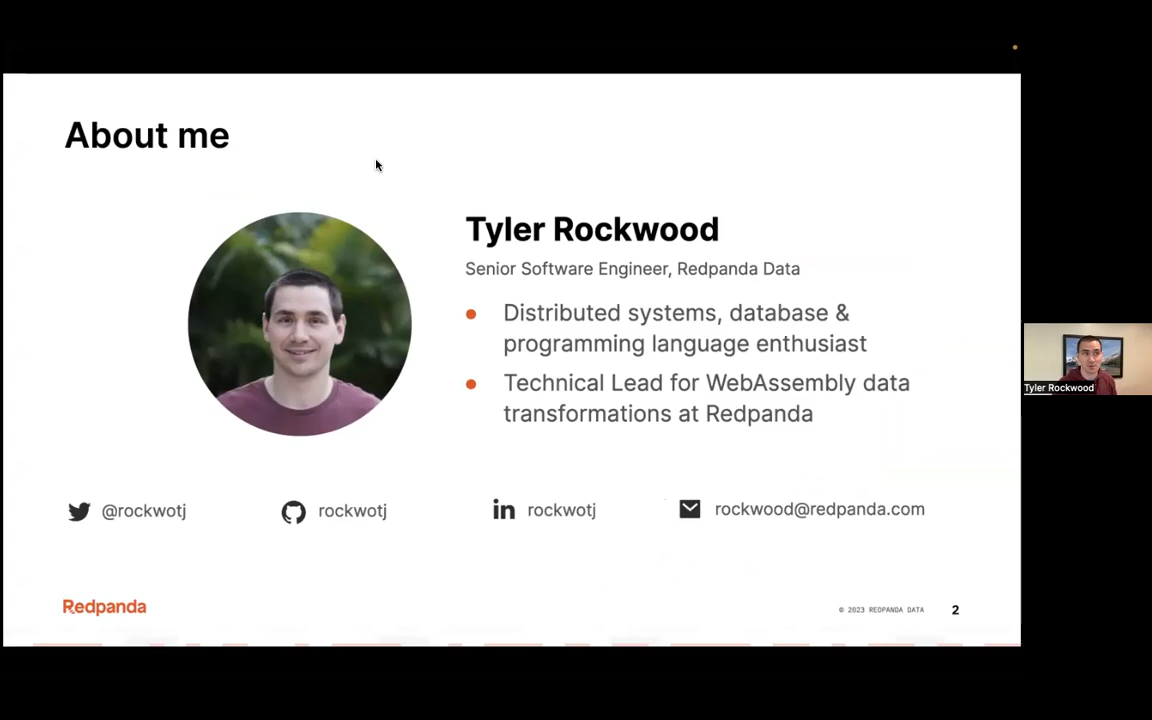 About me
Tyler Rockwood
Senior Software Engineer, Redpanda Data
Distributed systems, database &
programming language enthusiast
Technical Lead for WebAssembly data
transformations at Redpanda
@rockwotj
rockwotj
rockwotj
rockwood@redpanda.com
Redpanda
© 2023 REDPANDA DATA
2
Tyler Rockwood